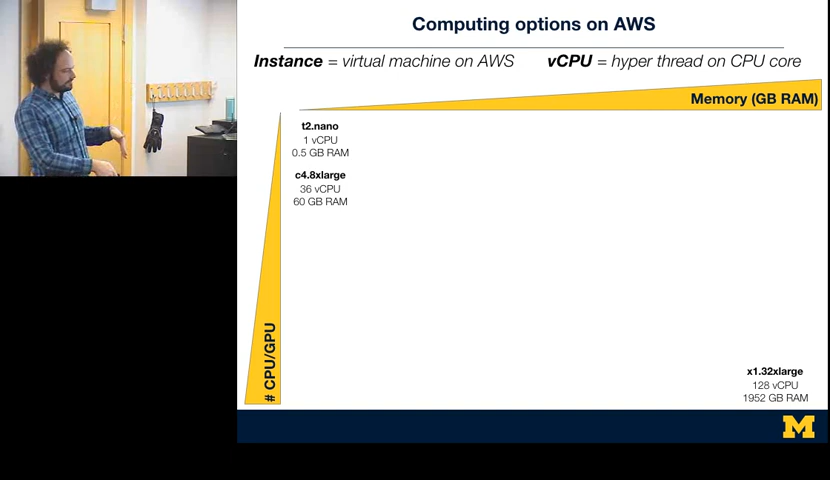 Computing options on AWS
Instance = virtual machine on AWS vCPU = hyper thread on CPU core
Memory (GB RAM)
t2.nano
1 vCPU
0.5 GB RAM
c4.8xlarge
36 vCPU
60 GB RAM
# CPU/GPU
x1.32xlarge
128 vCPU
1952 GB RAM
M